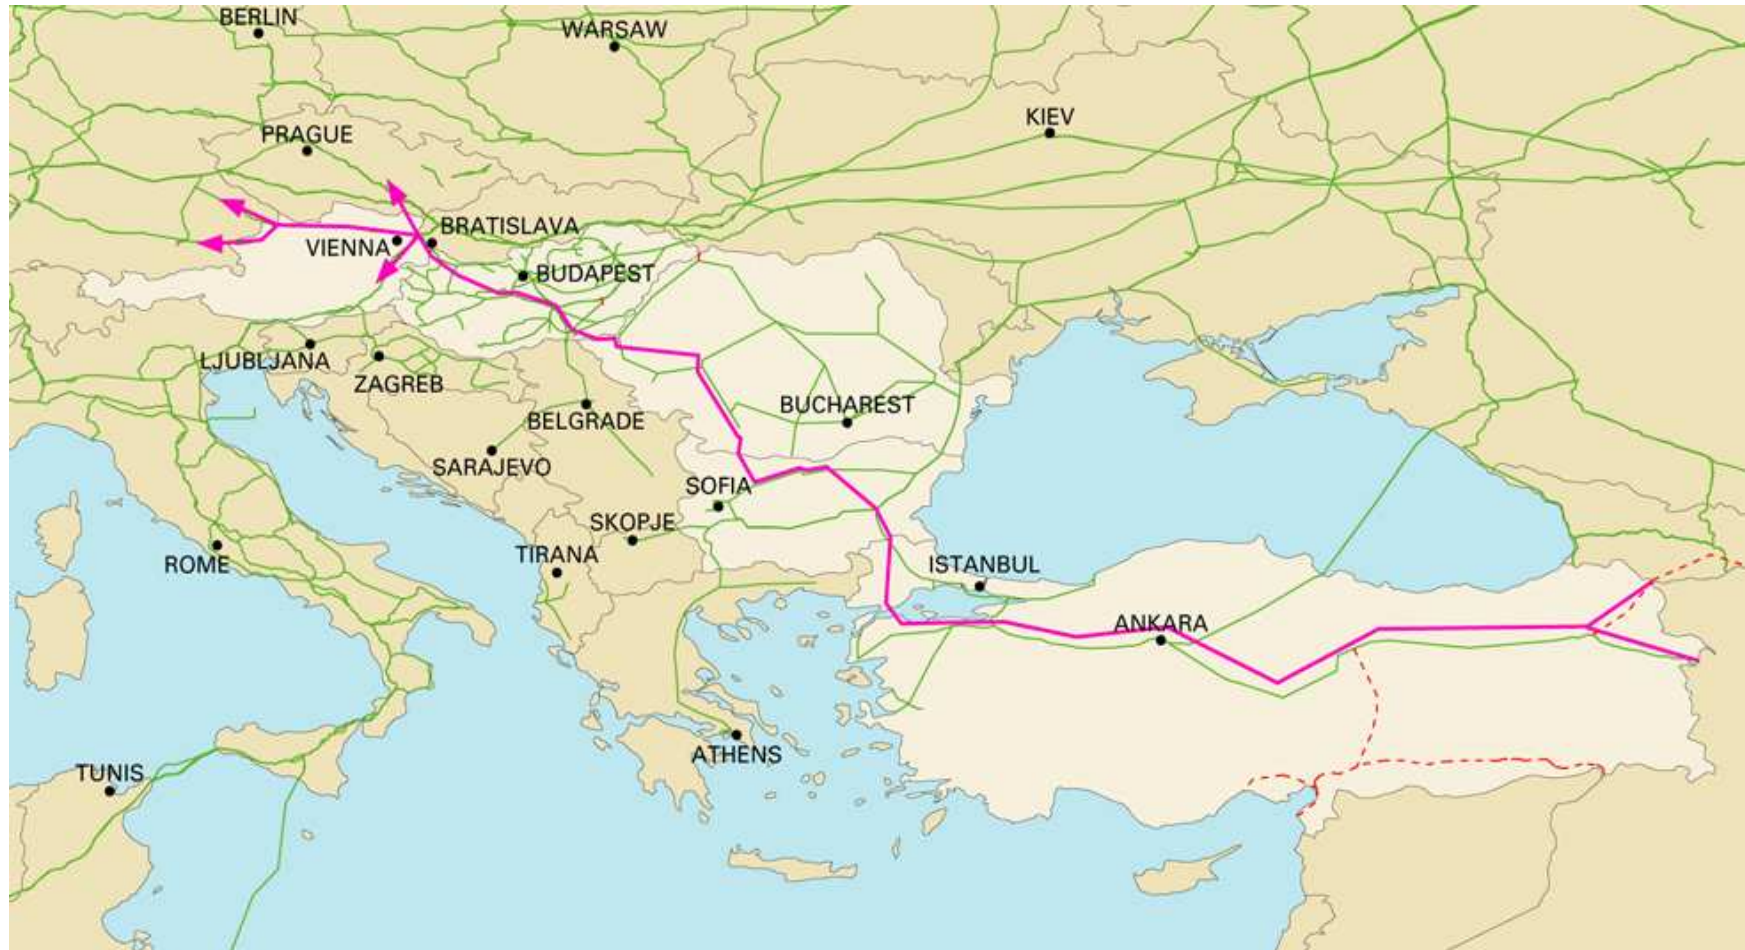 BERLIN
WARSAW
KIEV
PRAGUE
BRATISLAVA
VIENNA
BUDAPEST
LJUBLJANA
ZAGREB
BUCHAREST
BELGRADE
SARAJEVO
SOFIA
SKOPJE
TIRANA
ROME
ISTANBUL
ANKARA
ATHENS
TUNIS